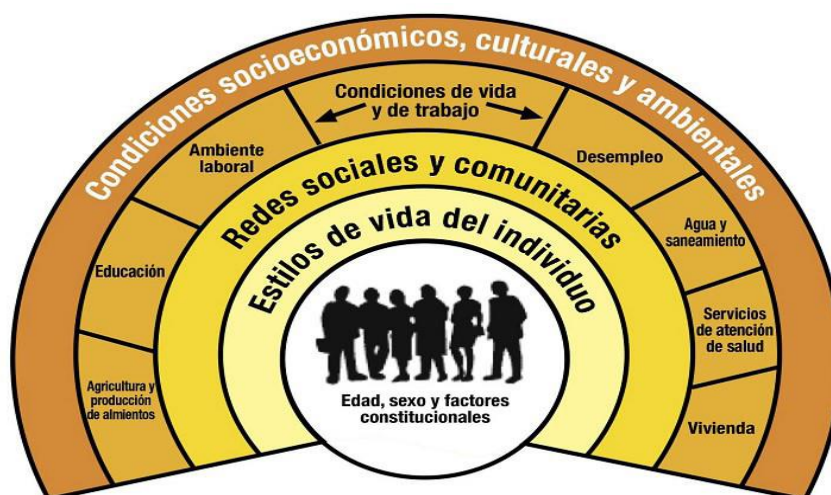 Condiciones socioeconómicos, culturales y ambientales
Condiciones de vida
y de trabajo
Ambiente
laboral
Desempleo
Educación
Agua y
saneamiento
Agricultura y
producción
de almientos
Servicios
de atención
de salud
Vivienda
Redes sociales y comunitarias
Estilos de vida del individuo
Edad, sexo y factores
constitucionales